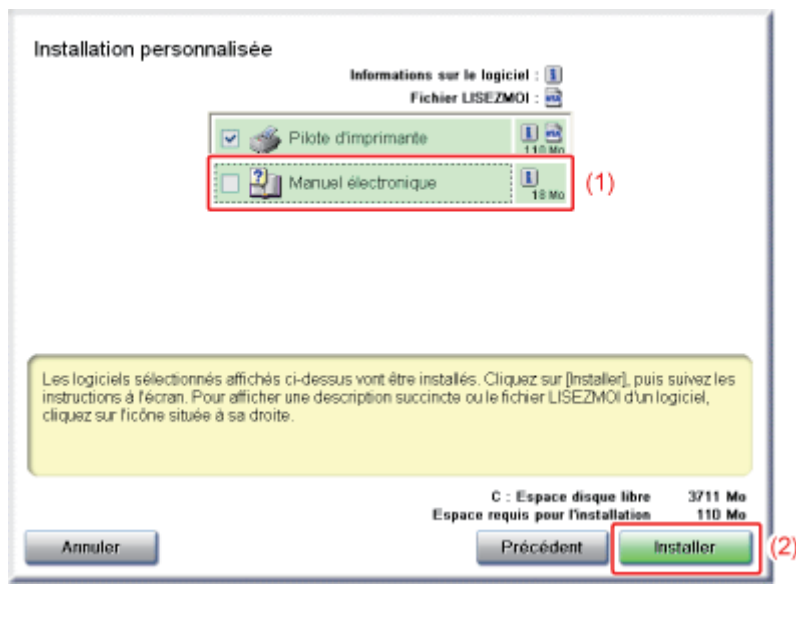 Installation personnalisée
Informations sur le logiciel :
Fichier LISEZMOI :
Pilote d'imprimante
110 Mo
Manuel électronique
18 Mo
(1)
Les logiciels sélectionnés affichés ci-dessus vont être installés. Cliquez sur [Installer], puis suivez les
instructions à l'écran. Pour afficher une description succincte ou le fichier LISEZMOI d'un logiciel,
cliquez sur l'icône située à sa droite.
C : Espace disque libre 3711 Mo
Espace requis pour l'installation 110 Mo
Annuler Précédent Installer (2)